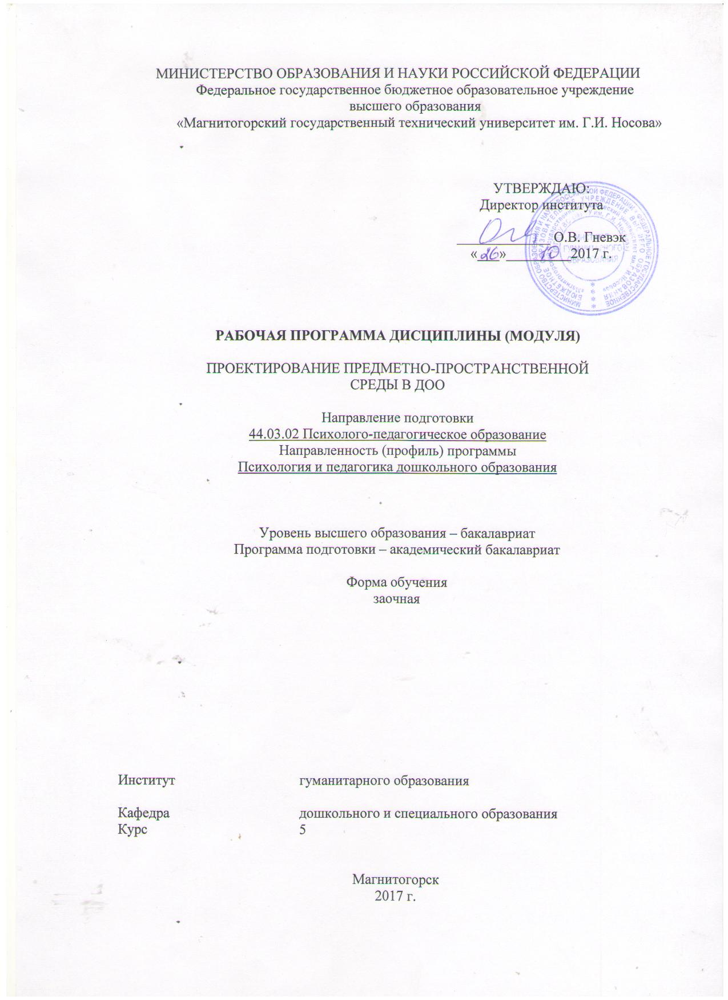 МИНИСТЕРСТВО ОБРАЗОВАНИЯ И НАУКИ РОССИЙСКОЙ ФЕДЕРАЦИИ
Федеральное государственное бюджетное образовательное учреждение
высшего образования
«Магнитогорский государственный технический университет им. Г.И. Носова»
УТВЕРЖДАЮ:
Директор института
О.В. Гневэк
«26» 10 2017 г.
ГУМАНИТАРНОГО
ОБРАЗОВАНИЯ
РАБОЧАЯ ПРОГРАММА ДИСЦИПЛИНЫ (МОДУЛЯ)
ПРОЕКТИРОВАНИЕ ПРЕДМЕТНО-ПРОСТРАНСТВЕННОЙ
СРЕДЫ В ДОО
Направление подготовки
44.03.02 Психолого-педагогическое образование
Направленность (профиль) программы
Психология и педагогика дошкольного образования
Уровень высшего образования – бакалавриат
Программа подготовки – академический бакалавриат
Форма обучения
заочная
Институт гуманитарного образования
Кафедра дошкольного и специального образования
Курс 5
Магнитогорск
2017 г.